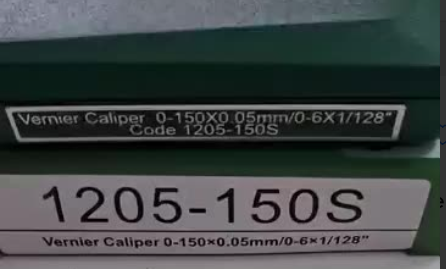 Vernier Caliper 0-150X0.05mm/0-6X1/128"
Code 1205-150S
1205-150S
Vernier Caliper 0-150×0.05mm/0-6×1/128"